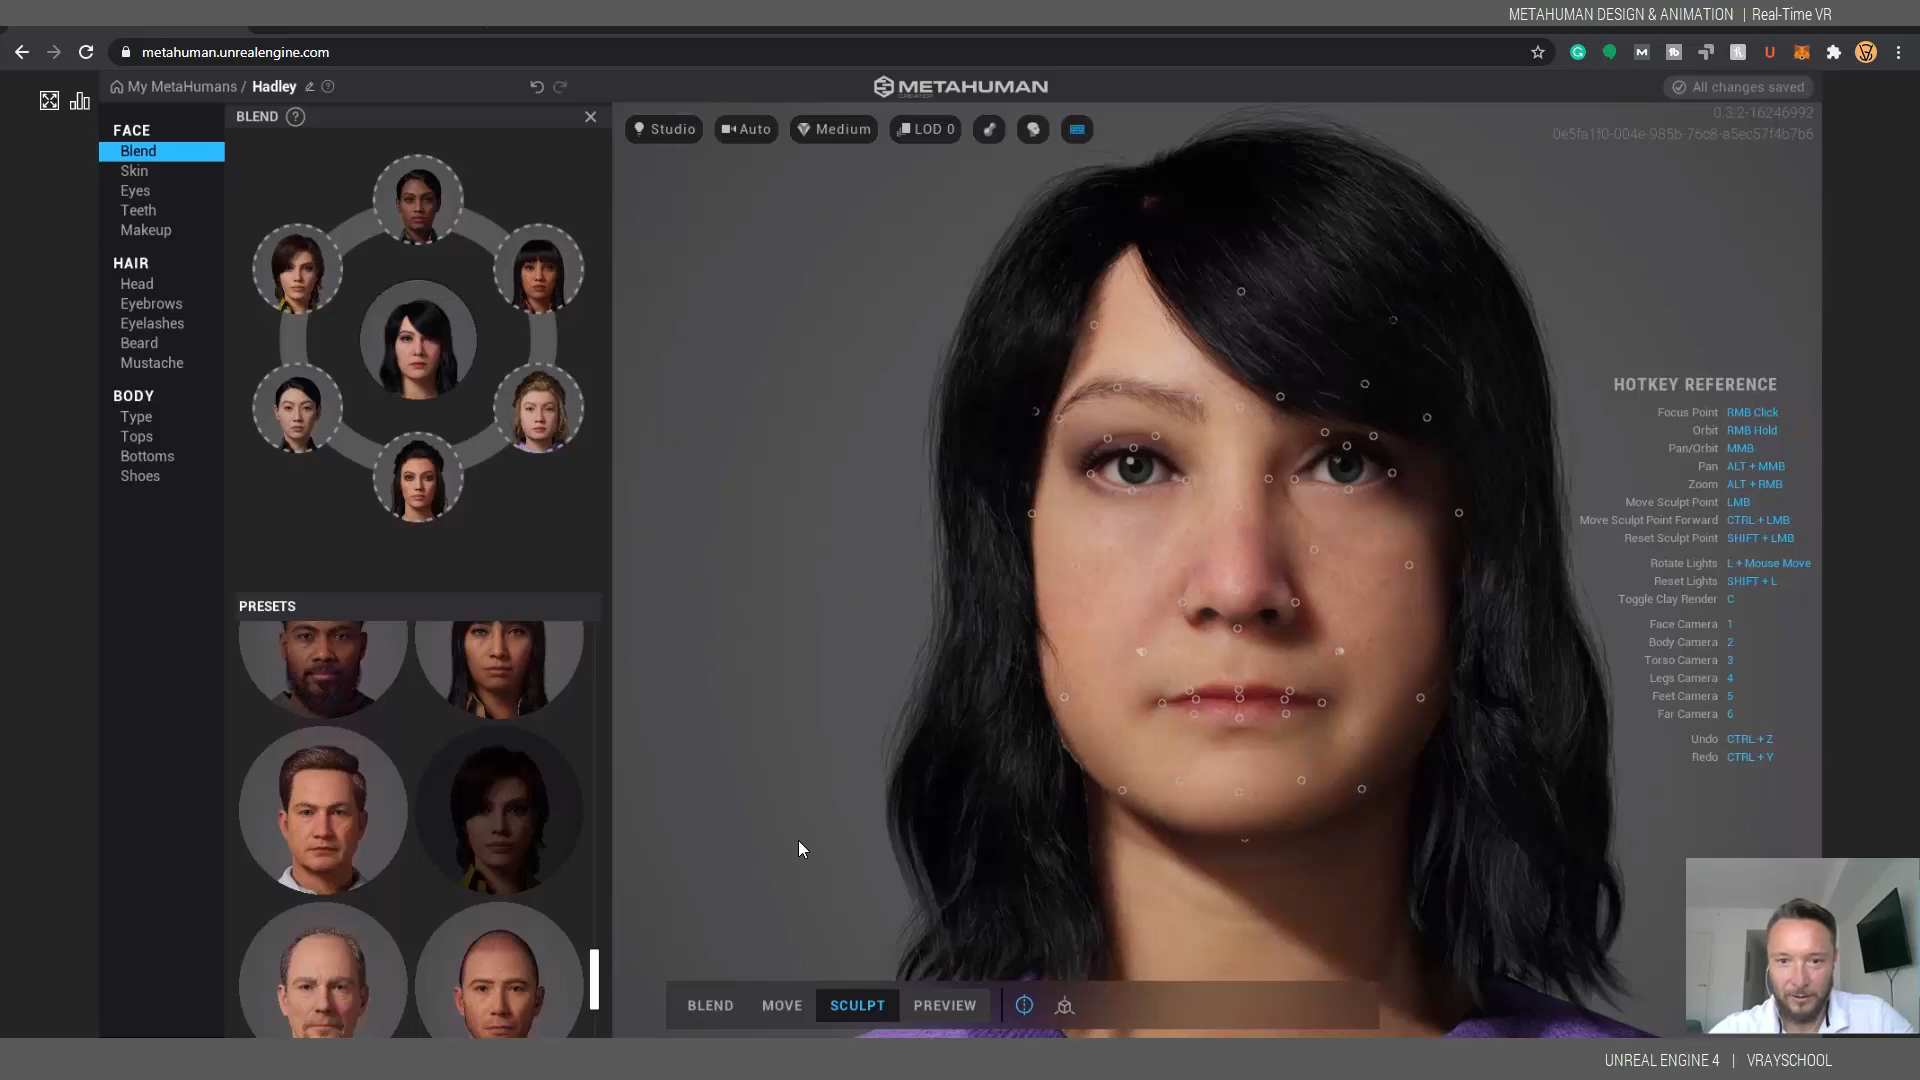 METAHUMAN DESIGN & ANIMATION | Real-Time VR
metahuman.unrealengine.com
My MetaHumans / Hadley
METAHUMAN
CREATOR
All changes saved
0.3.2-16246992
0e5fa1f0-004e-985b-76c8-a5ec57f4b7b6
FACE
Blend
Skin
Eyes
Teeth
Makeup
HAIR
Head
Eyebrows
Eyelashes
Beard
Mustache
BODY
Type
Tops
Bottoms
Shoes
BLEND
PRESETS
Studio
Auto
Medium
LOD 0
HOTKEY REFERENCE
Focus Point RMB Click
Orbit RMB Hold
Pan/Orbit MMB
Pan ALT + MMB
Zoom ALT + RMB
Move Sculpt Point LMB
Move Sculpt Point Forward CTRL + LMB
Reset Sculpt Point SHIFT + LMB
Rotate Lights L + Mouse Move
Reset Lights SHIFT + L
Toggle Clay Render C
Face Camera 1
Body Camera 2
Torso Camera 3
Legs Camera 4
Feet Camera 5
Far Camera 6
Undo CTRL + Z
Redo CTRL + Y
BLEND MOVE SCULPT PREVIEW
UNREAL ENGINE 4 | VRAYSCHOOL